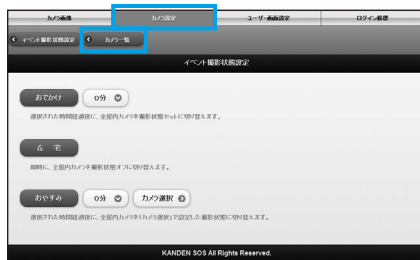 カメラ画像 カメラ設定 ユーザ・画面設定 ログイン履歴
イベント撮影状態設定 カメラ一覧
イベント撮影状態設定
おでかけ 0分
選択された時間経過後に、全屋内カメラを撮影状態セットに切り替えます。
在 宅
即時に、全屋内カメラを撮影状態オフに切り替えます。
おやすみ 0分 カメラ選択
選択された時間経過後に、全屋内カメラを「カメラ選択」で設定した撮影状態に切り替えます。
KANDEN SOS All Rights Reserved.